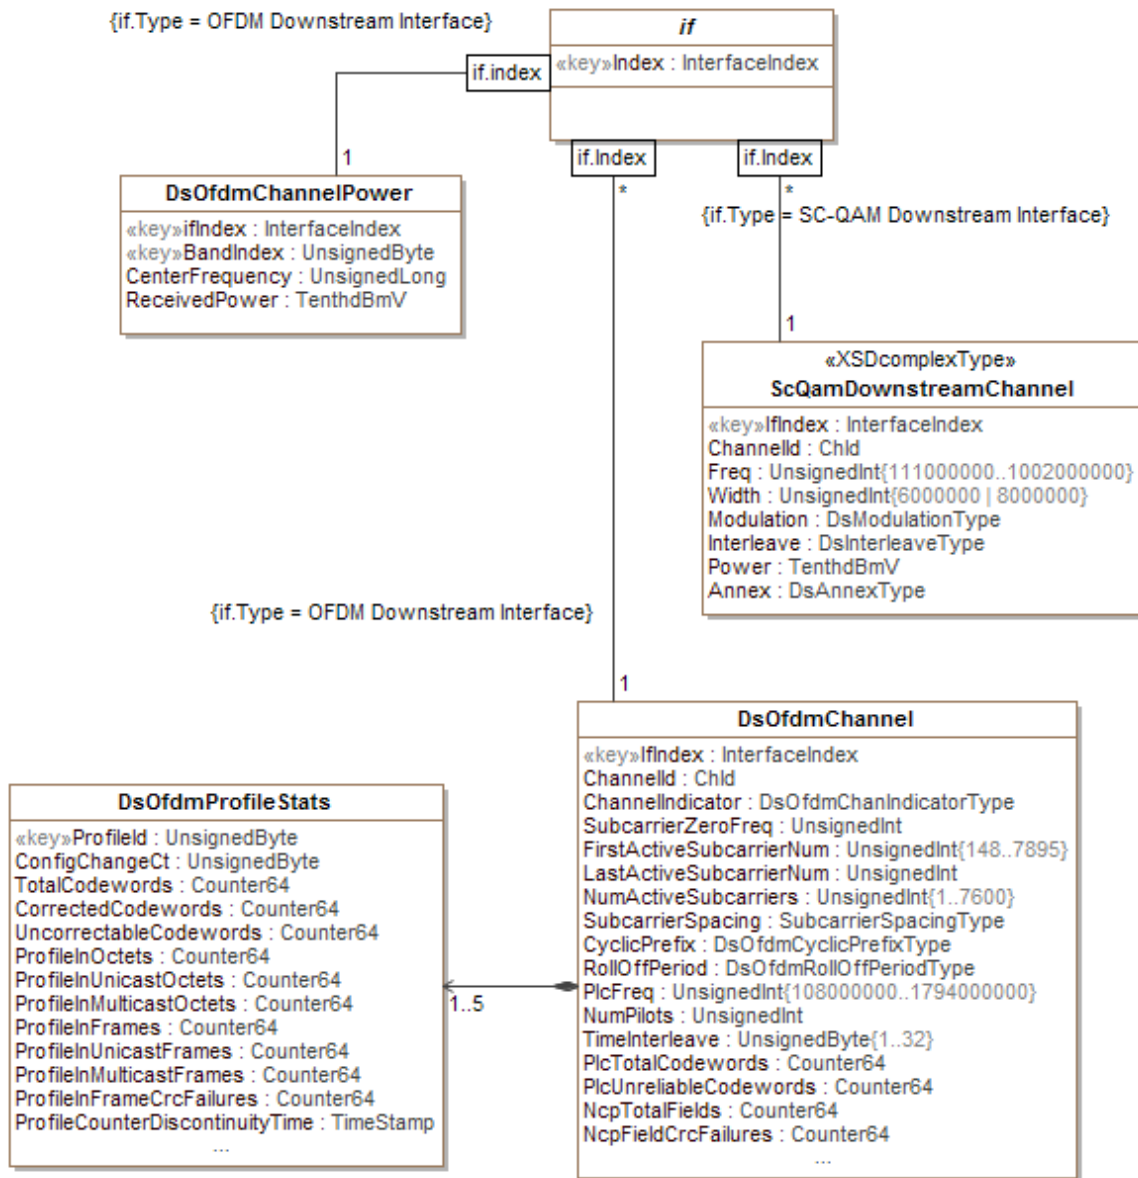 {if.Type = OFDM Downstream Interface}
if
«key»Index : InterfaceIndex
if.index
if.Index
if.Index
*
*
{if.Type = SC-QAM Downstream Interface}
1
DsOfdmChannelPower
«key»ifIndex : InterfaceIndex
«key»BandIndex : UnsignedByte
CenterFrequency : UnsignedLong
ReceivedPower : TenthdBmV
1
«XSDcomplexType»
ScQamDownstreamChannel
«key»IfIndex : InterfaceIndex
ChannelId : ChId
Freq : UnsignedInt{111000000..1002000000}
Width : UnsignedInt{6000000 | 8000000}
Modulation : DsModulationType
Interleave : DsInterleaveType
Power : TenthdBmV
Annex : DsAnnexType
{if.Type = OFDM Downstream Interface}
1
DsOfdmChannel
«key»IfIndex : InterfaceIndex
ChannelId : ChId
ChannelIndicator : DsOfdmChanIndicatorType
SubcarrierZeroFreq : UnsignedInt
FirstActiveSubcarrierNum : UnsignedInt{148..7895}
LastActiveSubcarrierNum : UnsignedInt
NumActiveSubcarriers : UnsignedInt{1..7600}
SubcarrierSpacing : SubcarrierSpacingType
CyclicPrefix : DsOfdmCyclicPrefixType
RollOffPeriod : DsOfdmRollOffPeriodType
PlcFreq : UnsignedInt{108000000..1794000000}
NumPilots : UnsignedInt
TimeInterleave : UnsignedByte{1..32}
PlcTotalCodewords : Counter64
PlcUnreliableCodewords : Counter64
NcpTotalFields : Counter64
NcpFieldCrcFailures : Counter64
...
DsOfdmProfileStats
«key»ProfileId : UnsignedByte
ConfigChangeCt : UnsignedByte
TotalCodewords : Counter64
CorrectedCodewords : Counter64
UncorrectableCodewords : Counter64
ProfileInOctets : Counter64
ProfileInUnicastOctets : Counter64
ProfileInMulticastOctets : Counter64
ProfileInFrames : Counter64
ProfileInUnicastFrames : Counter64
ProfileInMulticastFrames : Counter64
ProfileInFrameCrcFailures : Counter64
ProfileCounterDiscontinuityTime : TimeStamp
...
1..5